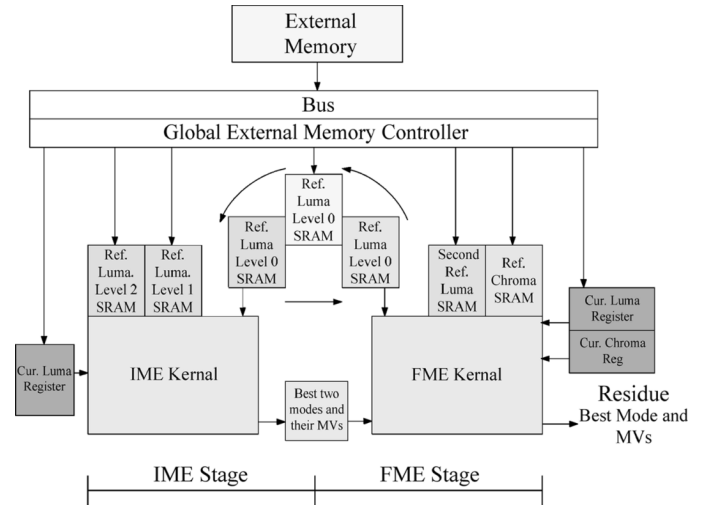 External
Memory
Bus
Global External Memory Controller
Ref.
Luma
Level 0
SRAM
Ref.
Luma
Level 0
SRAM
Ref.
Luma
Level 0
SRAM
Ref.
Luma.
Level 2
SRAM
Ref.
Luma.
Level 1
SRAM
Second
Ref.
Luma
SRAM
Ref.
Chroma
SRAM
Cur. Luma
Register
Cur. Chroma
Reg
Cur. Luma
Register
IME Kernal
FME Kernal
Best two
modes and
their MVs
Residue
Best Mode and
MVs
IME Stage
FME Stage